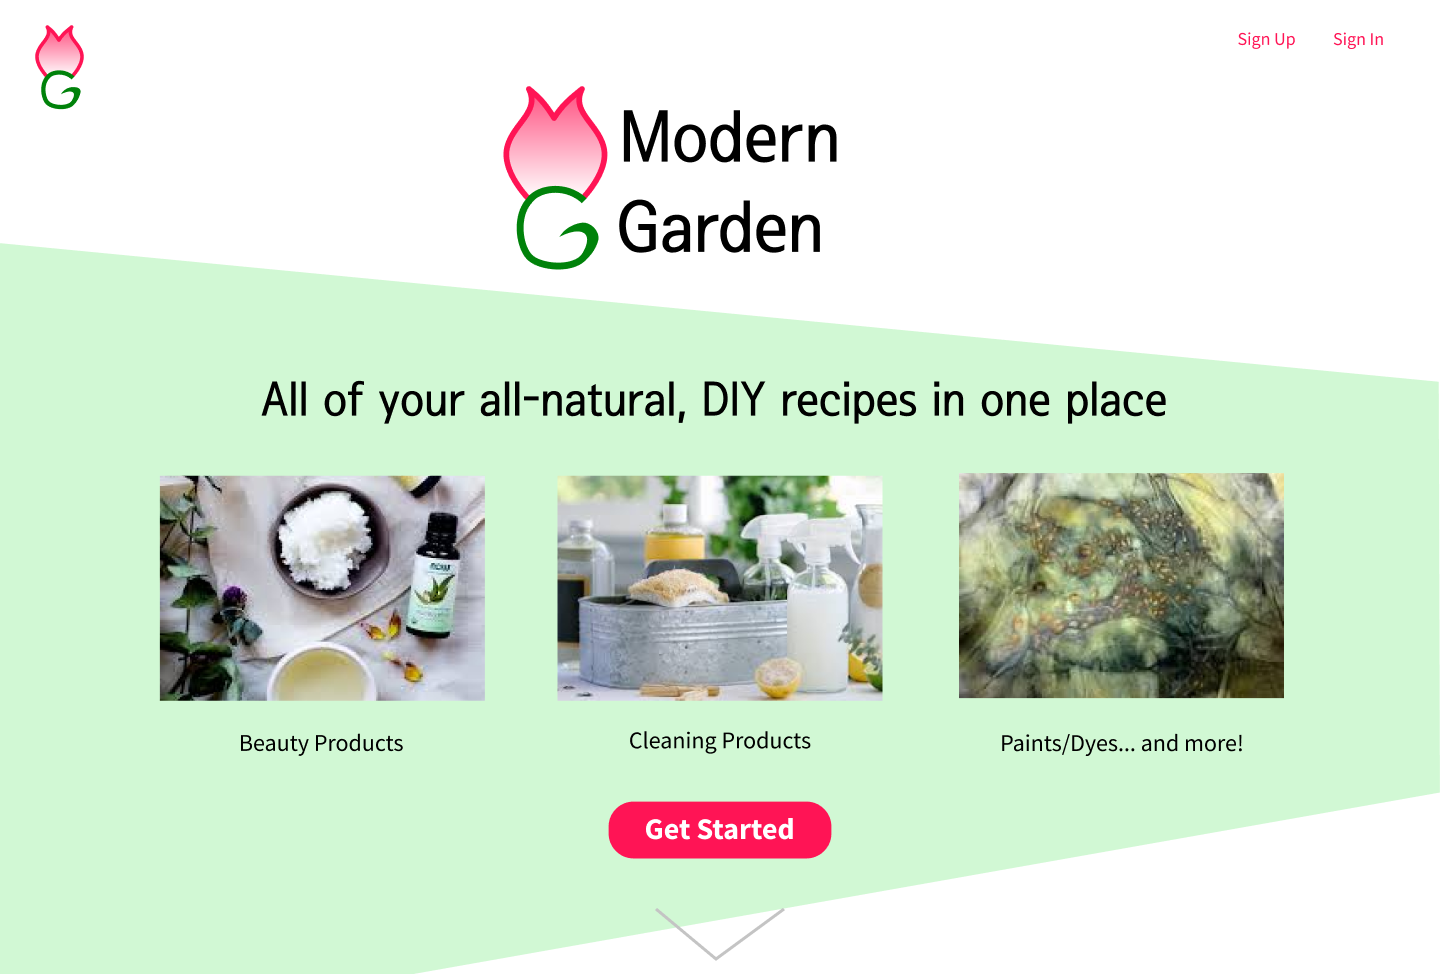 Sign Up
Sign In
G
Modern
G
Garden
All of your all-natural, DIY recipes in one place
NOW
Beauty Products
Cleaning Products
Paints/Dyes... and more!
Get Started